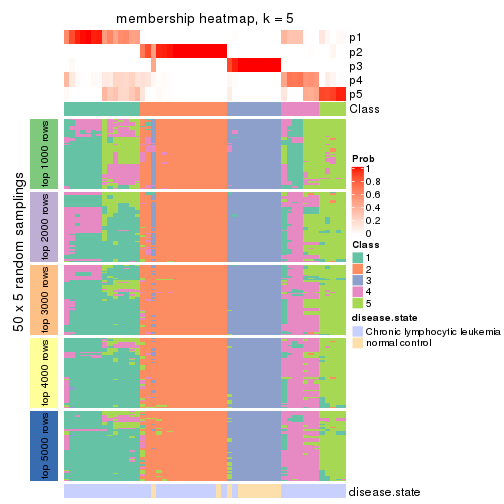 membership heatmap, k = 5
p1
p2
p3
p4
p5
Class
50 x 5 random samplings
top 1000 rows
top 2000 rows
top 3000 rows
top 4000 rows
top 5000 rows
disease.state
Prob
1
0.8
0.6
0.4
0.2
0
Class
1
2
3
4
5
disease.state
Chronic lymphocytic leukemia
normal control